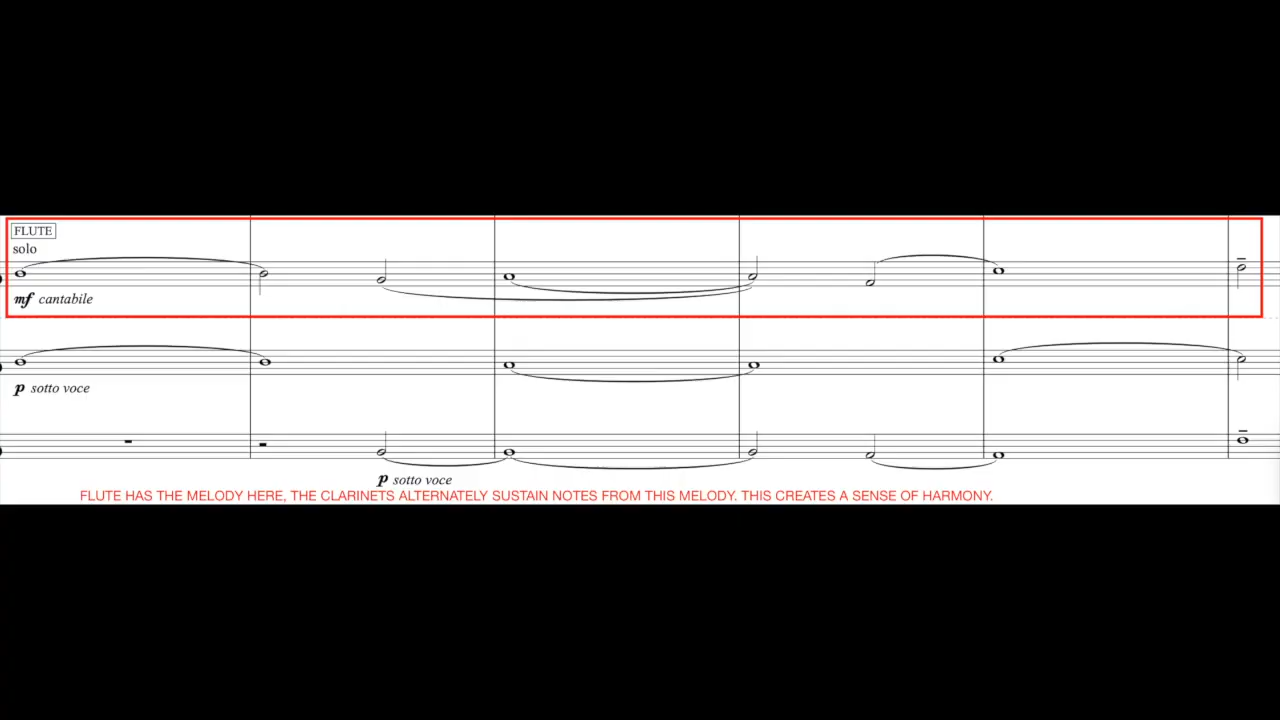 FLUTE
solo
mf cantabile
p sotto voce
p sotto voce
FLUTE HAS THE MELODY HERE, THE CLARINETS ALTERNATELY SUSTAIN NOTES FROM THIS MELODY. THIS CREATES A SENSE OF HARMONY.